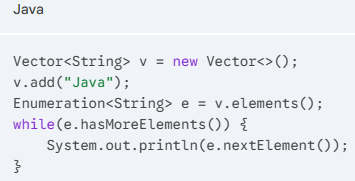 Java
Vector<String> v = new Vector<>();
v.add("Java");
Enumeration<String> e = v.elements();
while(e.hasMoreElements()) {
    System.out.println(e.nextElement());
}